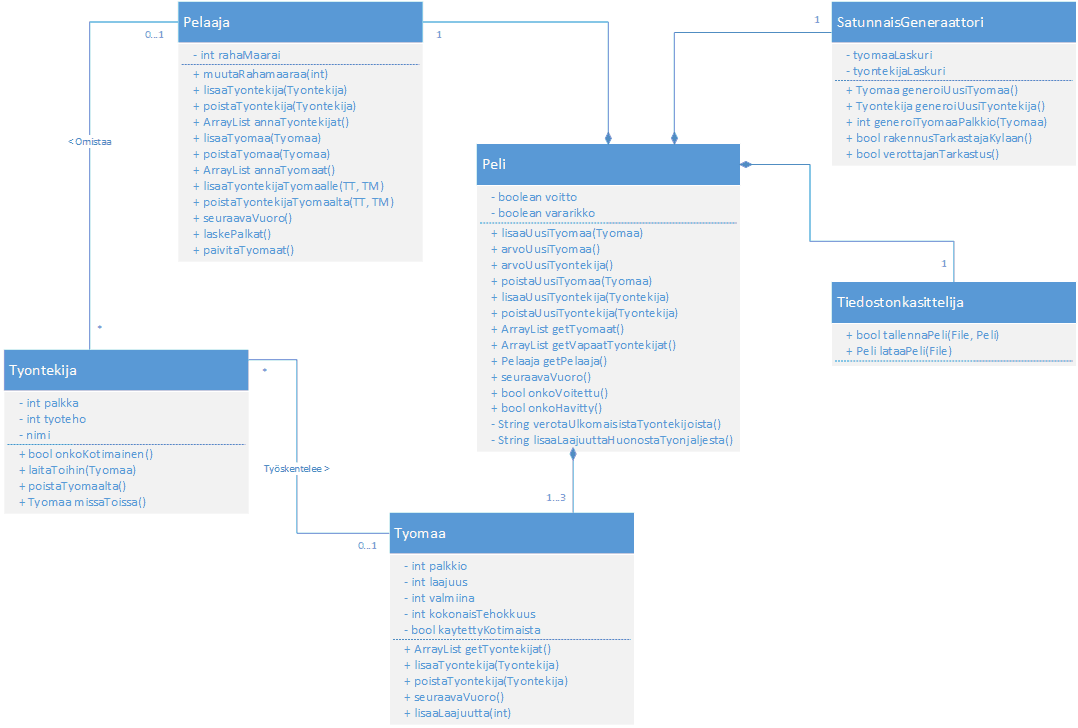 Pelaaja
- int rahaMaarai
+ muutaRahamaaraa(int)
+ lisaaTyontekija(Tyontekija)
+ poistaTyontekija(Tyontekija)
+ ArrayList annaTyontekijat()
+ lisaaTyomaa(Tyomaa)
+ poistaTyomaa(Tyomaa)
+ ArrayList annaTyomaat()
+ lisaaTyontekijaTyomaalle(TT, TM)
+ poistaTyontekijaTyomaalta(TT, TM)
+ seuraavaVuoro()
+ laskePalkat()
+ paivitaTyomaat()
0...1
1
< Omistaa
*
1
SatunnaisGeneraattori
- tyomaaLaskuri
- tyontekijaLaskuri
+ Tyomaa generoiUusiTyomaa()
+ Tyontekija generoiUusiTyontekija()
+ int generoiTyomaaPalkkio(Tyomaa)
+ bool rakennusTarkastajaKylaan()
+ bool verottajanTarkastus()
Peli
- boolean voitto
- boolean vararikko
+ lisaaUusiTyomaa(Tyomaa)
+ arvoUusiTyomaa()
+ arvoUusiTyontekija()
+ poistaUusiTyomaa(Tyomaa)
+ lisaaUusiTyontekija(Tyontekija)
+ poistaUusiTyontekija(Tyontekija)
+ ArrayList getTyomaat()
+ ArrayList getVapaatTyontekijat()
+ Pelaaja getPelaaja()
+ seuraavaVuoro()
+ bool onkoVoitettu()
+ bool onkoHavitty()
- String verotaUlkomaisistaTyontekijoista()
- String lisaaLaajuuttaHuonostaTyonjaljesta()
1
Tiedostonkasittelija
+ bool tallennaPeli(File, Peli)
+ Peli lataaPeli(File)
Tyontekija
- int palkka
- int tyoteho
- nimi
+ bool onkoKotimainen()
+ laitaToihin(Tyomaa)
+ poistaTyomaalta()
+ Tyomaa missaToissa()
*
Työskentelee >
0...1
1...3
Tyomaa
- int palkkio
- int laajuus
- int valmiina
- int kokonaisTehokkuus
- bool kaytettyKotimaista
+ ArrayList getTyontekijat()
+ lisaaTyontekija(Tyontekija)
+ poistaTyontekija(Tyontekija)
+ seuraavaVuoro()
+ lisaaLaajuutta(int)